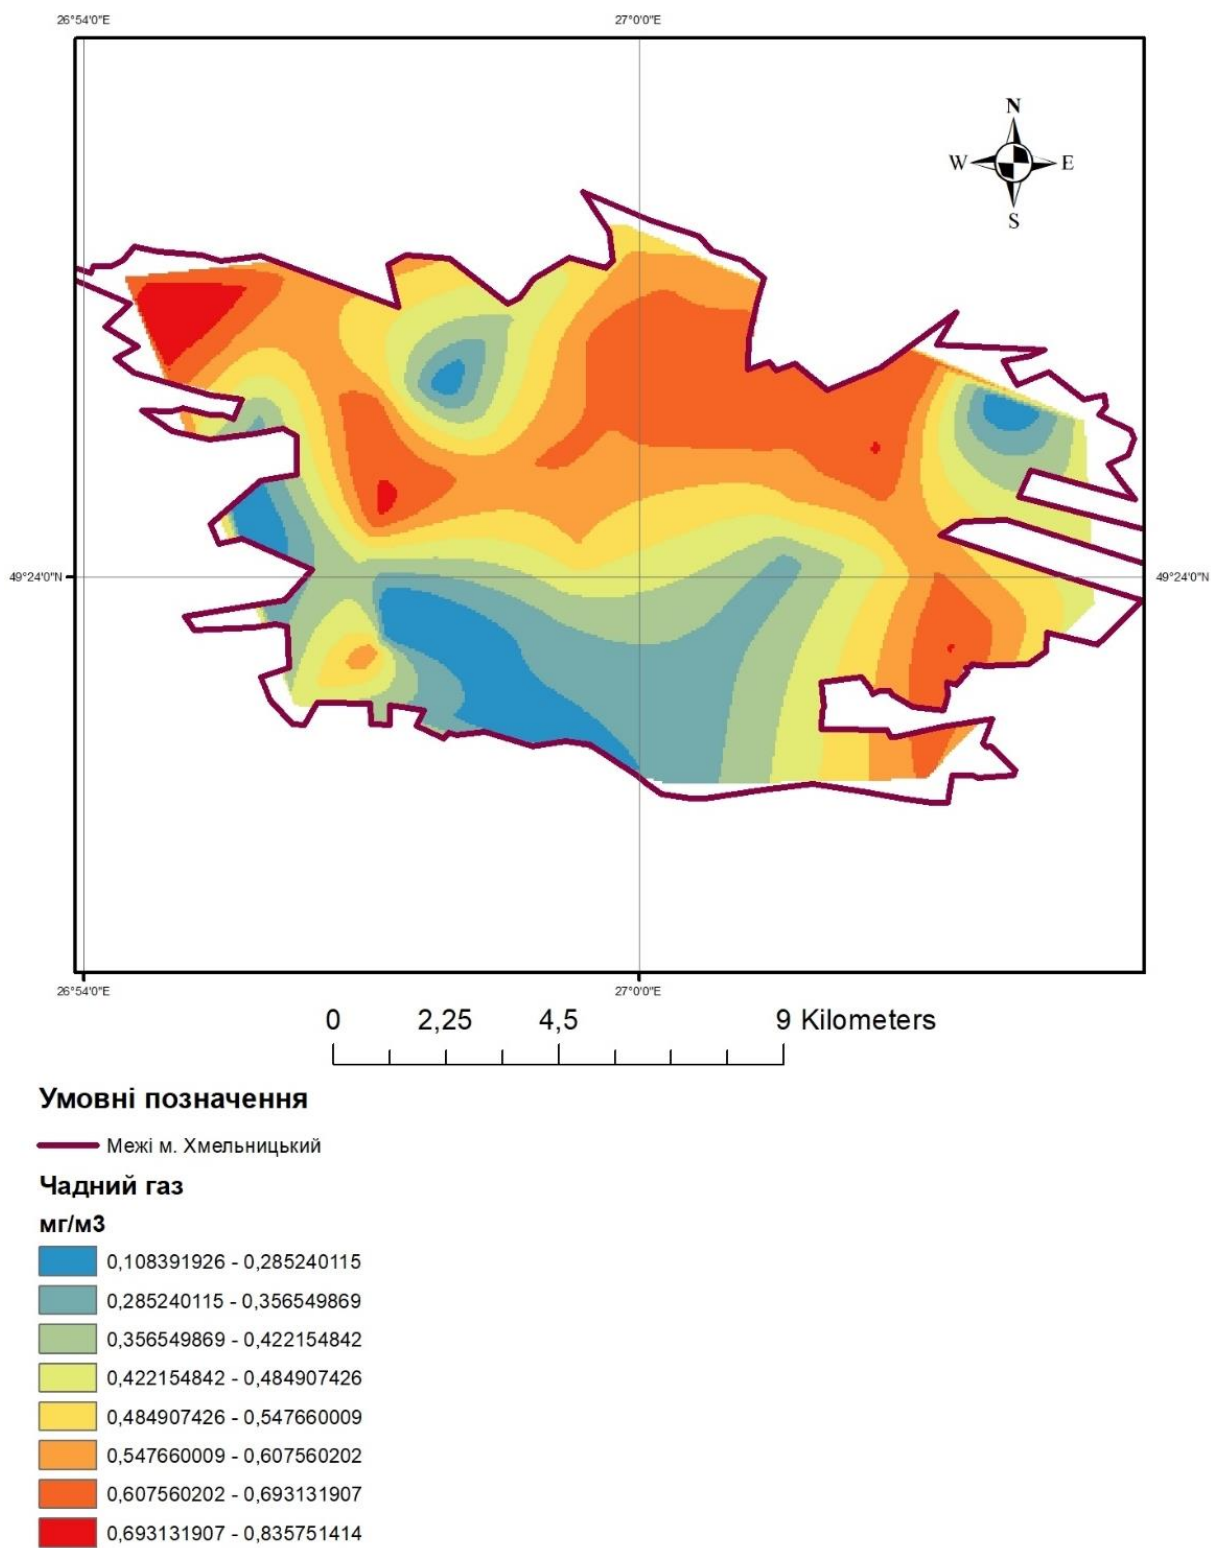 26°54'0"E 27°0'0"E
N
W E
S
49°24'0"N 49°24'0"N
26°54'0"E 27°0'0"E
0 2,25 4,5 9 Kilometers
Умовні позначення
Межі м. Хмельницький
Чадний газ
мг/м3
0,108391926 - 0,285240115
0,285240115 - 0,356549869
0,356549869 - 0,422154842
0,422154842 - 0,484907426
0,484907426 - 0,547660009
0,547660009 - 0,607560202
0,607560202 - 0,693131907
0,693131907 - 0,835751414